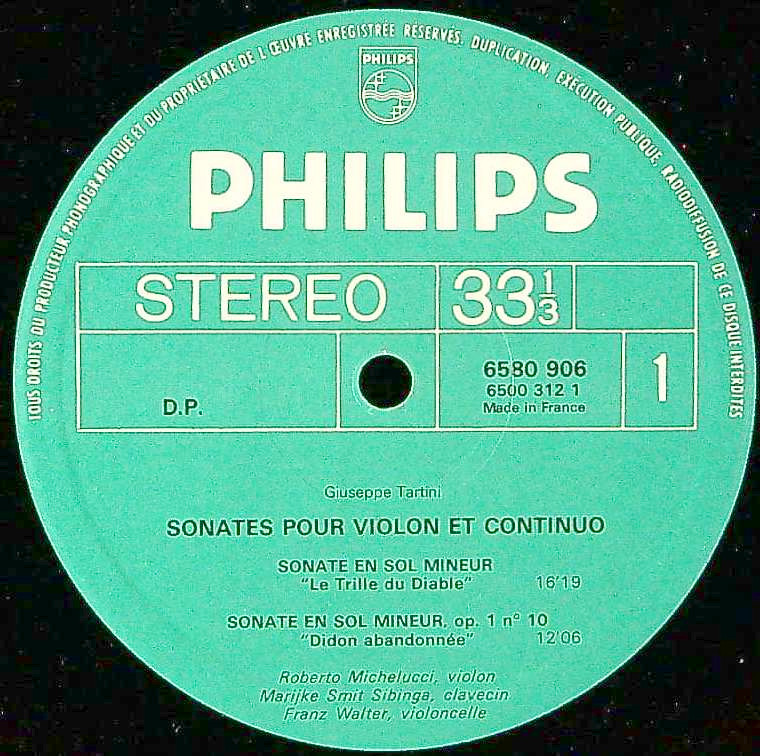 TOUS DROITS DU PRODUCTEUR PHONOGRAPHIQUE ET DU PROPRIÉTAIRE DE L'ŒUVRE ENREGISTRÉE RÉSERVÉS. DUPLICATION, EXÉCUTION PUBLIQUE, RADIODIFFUSION DE CE DISQUE INTERDITES
PHILIPS
PHILIPS
STEREO 33 1/3
D.P.
6580 906
6500 312 1
Made in France
1
Giuseppe Tartini
SONATES POUR VIOLON ET CONTINUO
SONATE EN SOL MINEUR
"Le Trille du Diable" 16'19
SONATE EN SOL MINEUR, op. 1 n° 10
"Didon abandonnée" 12'06
Roberto Michelucci, violon
Marijke Smit Sibinga, clavecin
Franz Walter, violoncelle